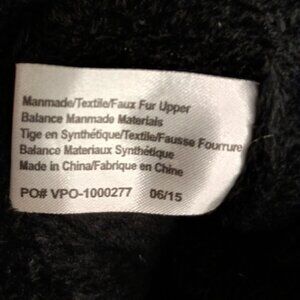 Manmade/Textile/Faux Fur Upper
Balance Manmade Materials
Tige en Synthétique/Textile/Fausse Fourrure
Balance Materiaux Synthétique
Made in China/Fabrique en Chine
PO# VPO-1000277 06/15